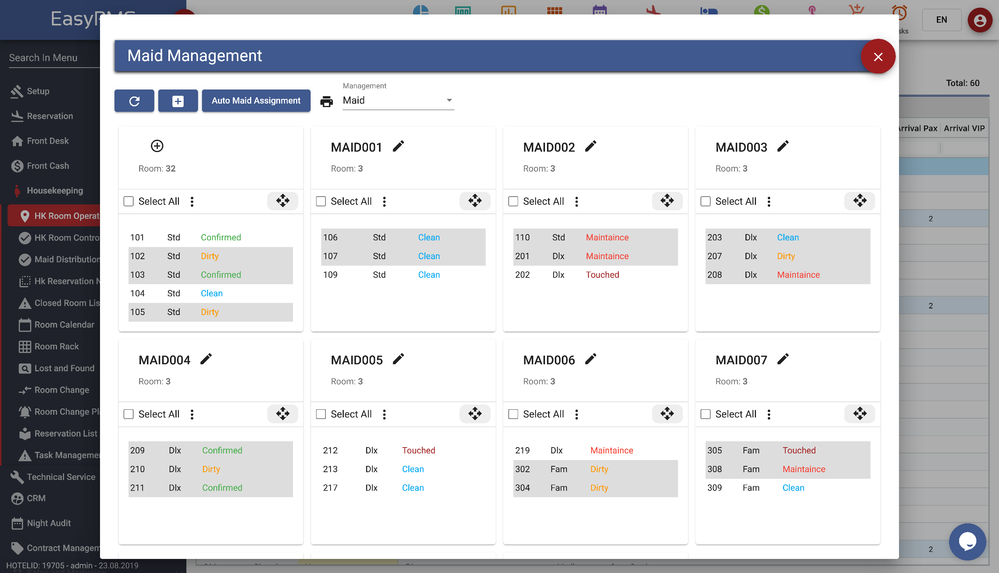 EasyPMS
EN
Search In Menu
Maid Management
Total: 60
Management
Auto Maid Assignment
Maid
Setup
Reservation
Front Desk
Front Cash
Housekeeping
HK Room Operat
HK Room Contro
Maid Distribution
Hk Reservation N
Closed Room Lis
Room Calendar
Room Rack
Lost and Found
Room Change
Room Change Pl
Reservation List
Task Managemen
Technical Service
CRM
Night Audit
Contract Managem
HOTELID: 19705 - admin - 23.08.2019
Sales and Marketing
Room: 32
Select All
101 Std Confirmed
102 Std Dirty
103 Std Confirmed
104 Std Clean
105 Std Dirty
MAID001
Room: 3
Select All
106 Std Clean
107 Std Clean
109 Std Clean
MAID002
Room: 3
Select All
110 Std Maintaince
201 Dlx Maintaince
202 Dlx Touched
MAID003
Room: 3
Select All
203 Dlx Clean
207 Dlx Dirty
208 Dlx Maintaince
MAID004
Room: 3
Select All
209 Dlx Confirmed
210 Dlx Dirty
211 Dlx Confirmed
MAID005
Room: 3
Select All
212 Dlx Touched
213 Dlx Clean
217 Dlx Clean
MAID006
Room: 3
Select All
219 Dlx Maintaince
302 Fam Dirty
304 Fam Dirty
MAID007
Room: 3
Select All
305 Fam Touched
308 Fam Maintaince
309 Fam Clean
Arrival Pax Arrival VIP
2
2
2